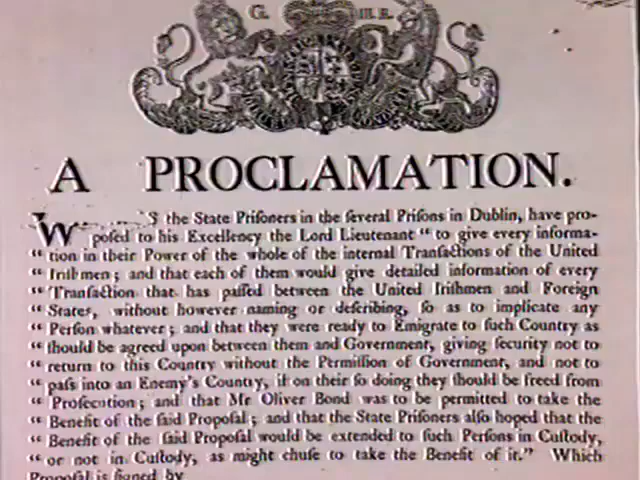 G. III. R.
A PROCLAMATION.
W S the State Priſoners in the ſeveral Priſons in Dublin, have pro-
poſed to his Excellency the Lord Lieutenant “ to give every informa-
“ tion in their Power of the whole of the internal Tranſactions of the United
“ Iriſhmen ; and that each of them would give detailed information of every
“ Tranſaction that has paſſed between the United Iriſhmen and Foreign
“ States, without however naming or deſcribing, ſo as to implicate any
“ Perſon whatever ; and that they were ready to Emigrate to ſuch Country as
“ ſhould be agreed upon between them and Government, giving ſecurity not to
“ return to this Country without the Permiſſion of Government, and not to
“ paſs into an Enemy's Country, if on their ſo doing they ſhould be freed from
“ Proſecution ; and that Mr Oliver Bond was to be permitted to take the
“ Benefit of the ſaid Propoſal ; and that the State Priſoners alſo hoped that the
“ Benefit of the ſaid Propoſal would be extended to ſuch Perſons in Cuſtody,
“ or not in Cuſtody, as might chuſe to take the Benefit of it.” Which
Propoſal is ſigned by